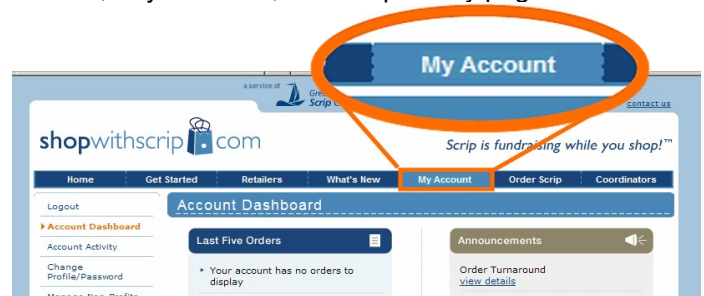 My Account
a service of
Scrip
contact us
shopwithscrip.com
Scrip is fundraising while you shop!™
Home Get Started Retailers What's New My Account Order Scrip Coordinators
Logout
Account Dashboard
Account Dashboard
Account Activity
Change
Profile/Password
Last Five Orders
Your account has no orders to
display
Announcements
Order Turnaround
view details